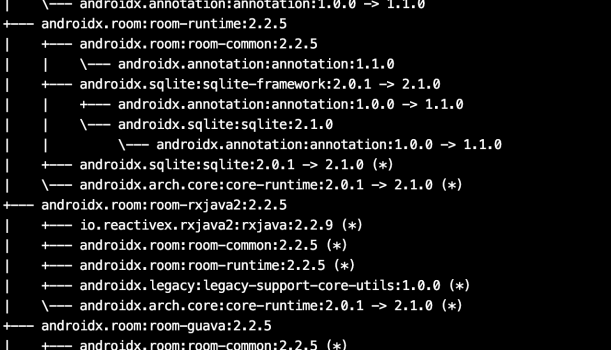 |    \--- androidx.annotation:annotation:1.0.0 -> 1.1.0
+--- androidx.room:room-runtime:2.2.5
|    +--- androidx.room:room-common:2.2.5
|    |    \--- androidx.annotation:annotation:1.1.0
|    +--- androidx.sqlite:sqlite-framework:2.0.1 -> 2.1.0
|    |    +--- androidx.annotation:annotation:1.0.0 -> 1.1.0
|    |    \--- androidx.sqlite:sqlite:2.1.0
|    |         \--- androidx.annotation:annotation:1.0.0 -> 1.1.0
|    +--- androidx.sqlite:sqlite:2.0.1 -> 2.1.0 (*)
|    \--- androidx.arch.core:core-runtime:2.0.1 -> 2.1.0 (*)
+--- androidx.room:room-rxjava2:2.2.5
|    +--- io.reactivex.rxjava2:rxjava:2.2.9 (*)
|    +--- androidx.room:room-common:2.2.5 (*)
|    +--- androidx.room:room-runtime:2.2.5 (*)
|    +--- androidx.legacy:legacy-support-core-utils:1.0.0 (*)
|    \--- androidx.arch.core:core-runtime:2.0.1 -> 2.1.0 (*)
+--- androidx.room:room-guava:2.2.5
|    +--- androidx.room:room-common:2.2.5 (*)